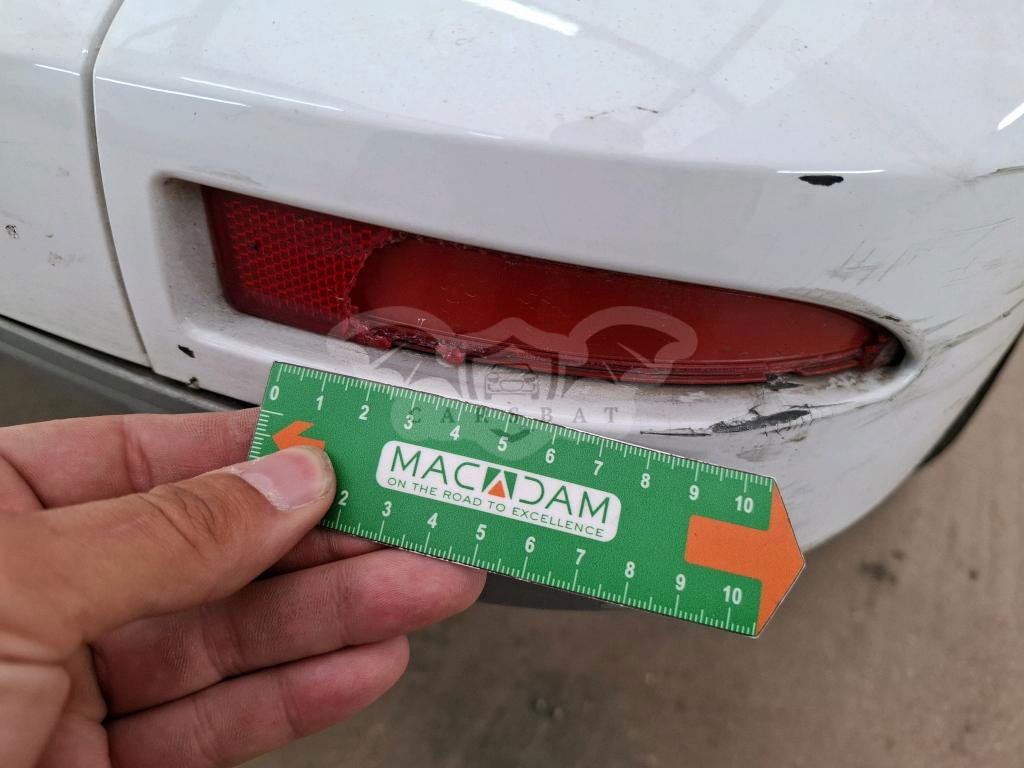 0 1 2 3 4 5 6 7 8 9 10
MACADAM
ON THE ROAD TO EXCELLENCE
2 3 4 5 6 7 8 9 10
CARSBAT